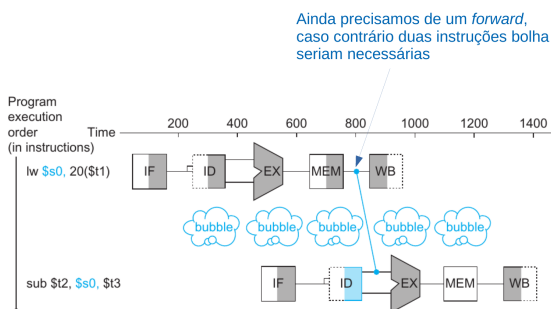 Ainda precisamos de um forward,
caso contrário duas instruções bolha
seriam necessárias
Program
execution
order
(in instructions)
Time
200 400 600 800 1000 1200 1400
lw $s0, 20($t1)
IF ID EX MEM WB
bubble bubble bubble bubble bubble
sub $t2, $s0, $t3
IF ID EX MEM WB